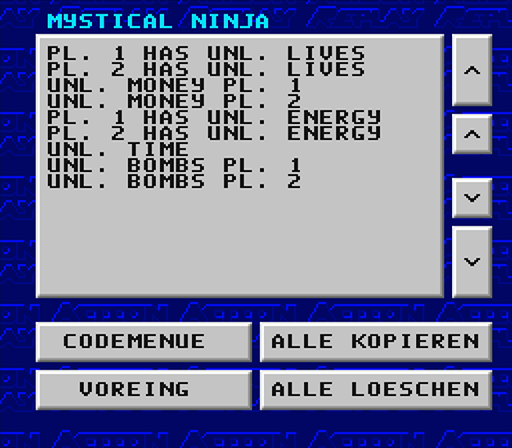 MYSTICAL NINJA
PL. 1 HAS UNL. LIVES
PL. 2 HAS UNL. LIVES
UNL. MONEY PL. 1
UNL. MONEY PL. 2
PL. 1 HAS UNL. ENERGY
PL. 2 HAS UNL. ENERGY
UNL. TIME
UNL. BOMBS PL. 1
UNL. BOMBS PL. 2
CODEMENUE
ALLE KOPIEREN
VOREING
ALLE LOESCHEN